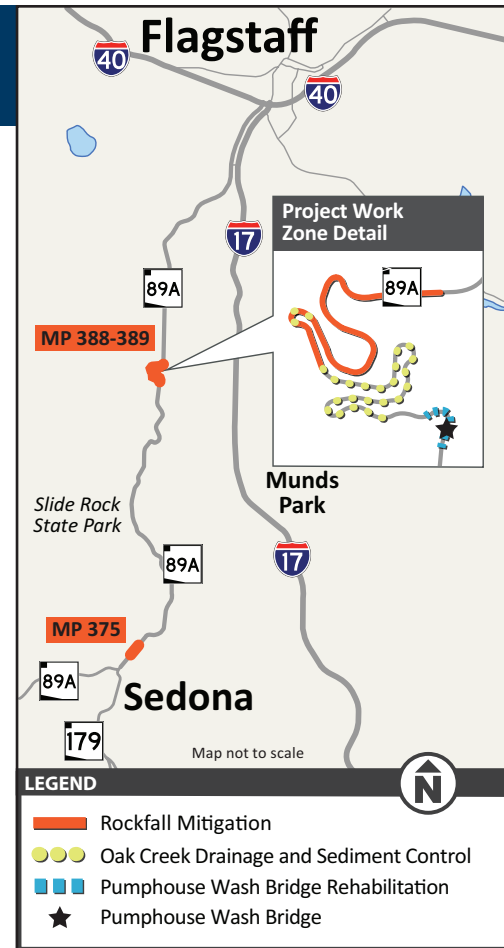 Flagstaff
40
40
17
Project Work
Zone Detail
89A
89A
MP 388-389
Slide Rock
State Park
Munds
Park
89A
17
MP 375
89A
Sedona
179
Map not to scale
LEGEND
N
Rockfall Mitigation
Oak Creek Drainage and Sediment Control
Pumphouse Wash Bridge Rehabilitation
Pumphouse Wash Bridge